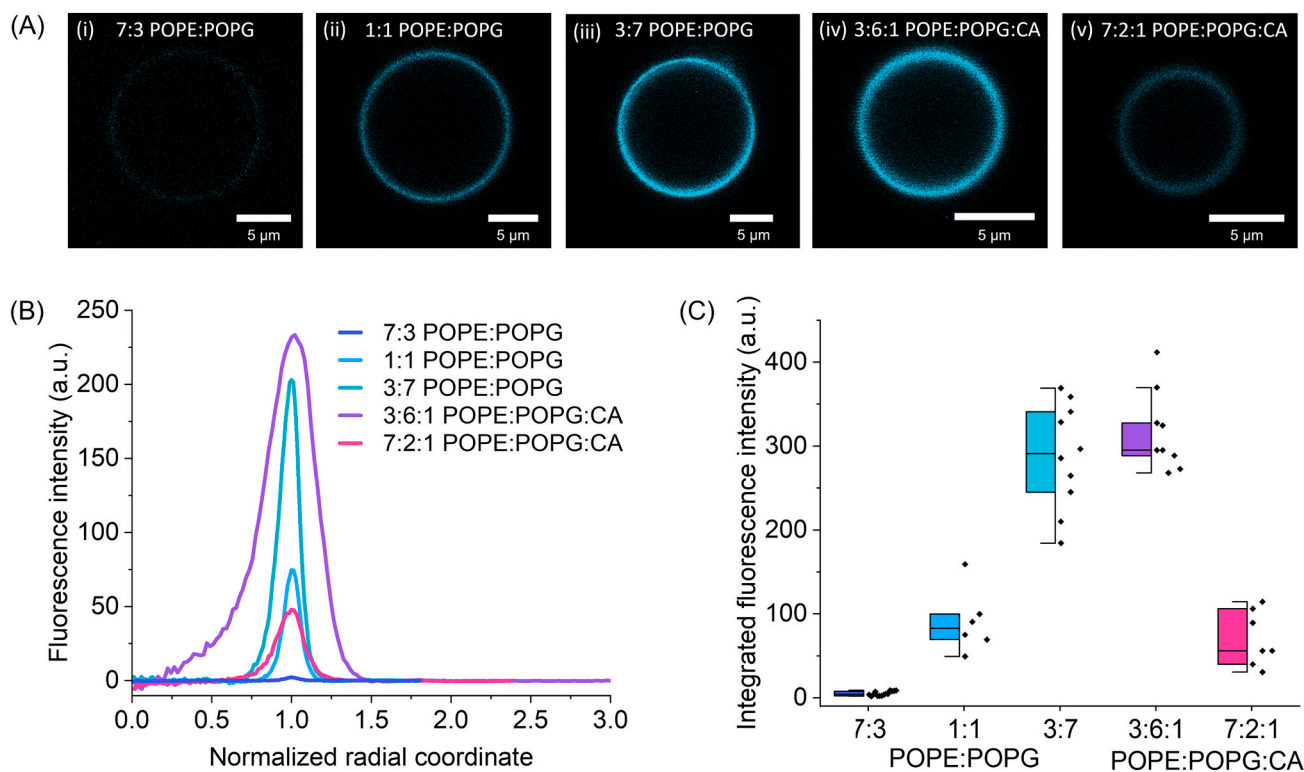 (A)
(i) 7:3 POPE:POPG
(ii) 1:1 POPE:POPG
(iii) 3:7 POPE:POPG
(iv) 3:6:1 POPE:POPG:CA
(v) 7:2:1 POPE:POPG:CA
5 µm
5 µm
5 µm
5 µm
5 µm
(B)
Fluorescence intensity (a.u.)
250
200
150
100
50
0
7:3 POPE:POPG
1:1 POPE:POPG
3:7 POPE:POPG
3:6:1 POPE:POPG:CA
7:2:1 POPE:POPG:CA
0.0 0.5 1.0 1.5 2.0 2.5 3.0
Normalized radial coordinate
(C)
Integrated fluorescence intensity (a.u.)
400
300
200
100
0
7:3 1:1 3:7 3:6:1 7:2:1
POPE:POPG POPE:POPG:CA